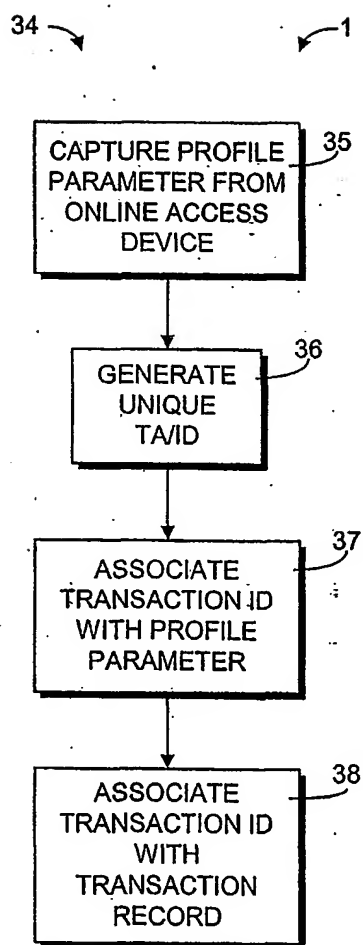 34
1
35
CAPTURE PROFILE
PARAMETER FROM
ONLINE ACCESS
DEVICE
36
GENERATE
UNIQUE
TA/ID
37
ASSOCIATE
TRANSACTION ID
WITH PROFILE
PARAMETER
38
ASSOCIATE
TRANSACTION ID
WITH
TRANSACTION
RECORD